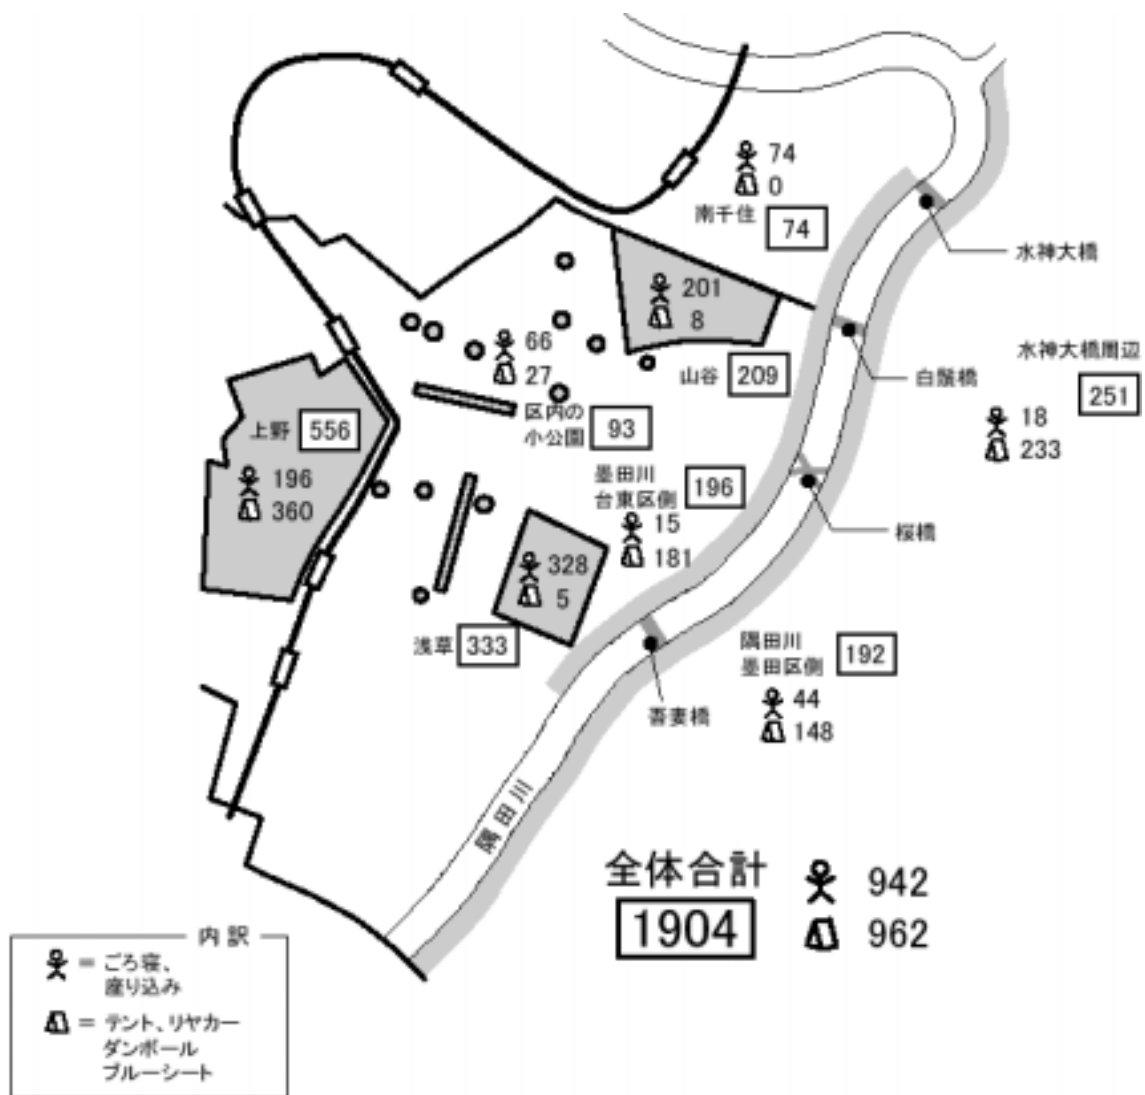 74
0
南千住
74
水神大橋
201
8
66
27
水神大橋周辺
251
白鬚橋
山谷
209
18
233
上野
556
区内の
小公園
93
196
360
墨田川
台東区側
196
15
181
桜橋
328
5
浅草
333
隅田川
墨田区側
192
44
148
吾妻橋
隅田川
全体合計
1904
942
962
内訳
= ごろ寝、
座り込み
= テント、リヤカー
ダンボール
ブルーシート